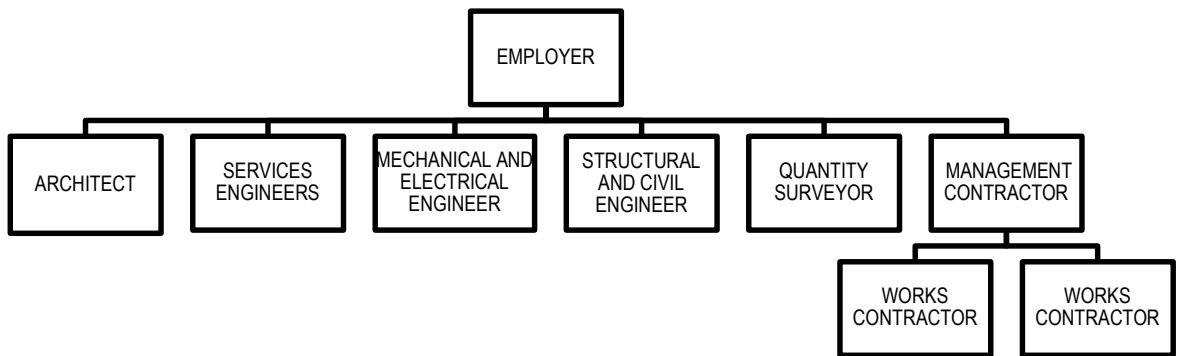 EMPLOYER
ARCHITECT
SERVICES
ENGINEERS
MECHANICAL AND
ELECTRICAL
ENGINEER
STRUCTURAL
AND CIVIL
ENGINEER
QUANTITY
SURVEYOR
MANAGEMENT
CONTRACTOR
WORKS
CONTRACTOR
WORKS
CONTRACTOR